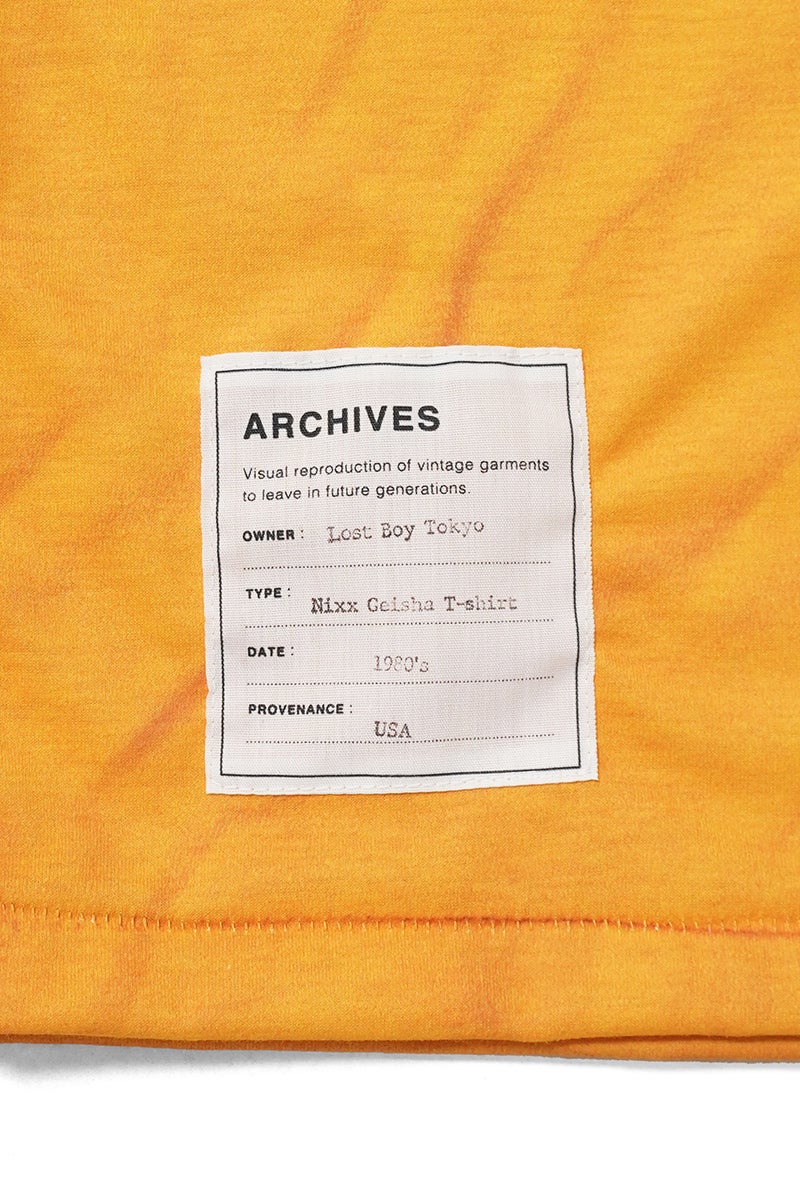 ARCHIVES
Visual reproduction of vintage garments
to leave in future generations.
OWNER : Lost Boy Tokyo
TYPE : Nixx Geisha T-shirt
DATE : 1980's
PROVENANCE : USA